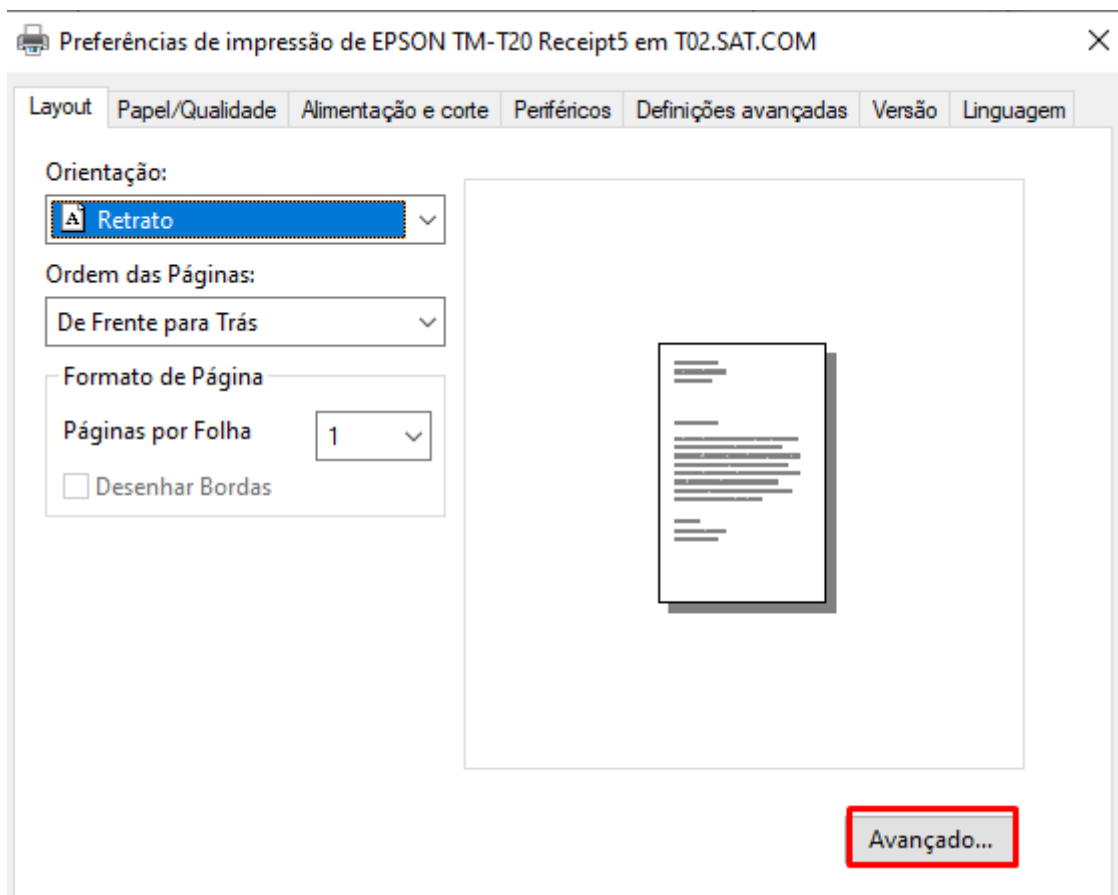 Preferências de impressão de EPSON TM-T20 Receipt5 em T02.SAT.COM
Layout Papel/Qualidade Alimentação e corte Periféricos Definições avançadas Versão Linguagem
Orientação:
A Retrato
Ordem das Páginas:
De Frente para Trás
Formato de Página
Páginas por Folha 1
Desenhar Bordas
Avançado...